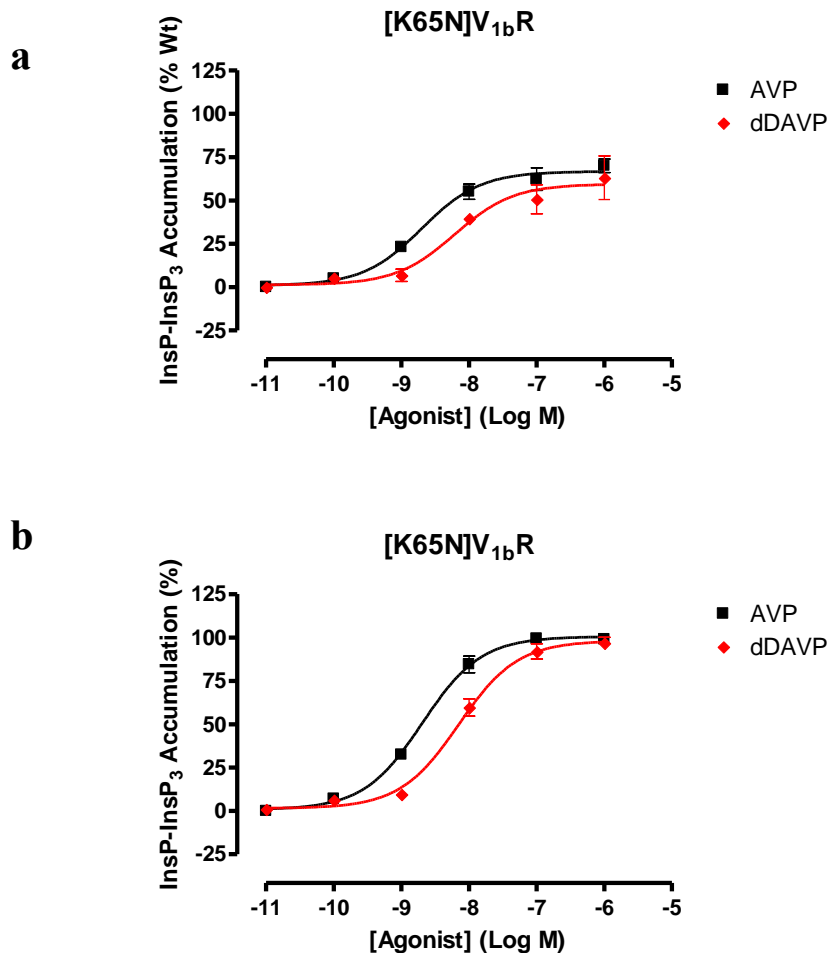 a
[K65N]V1bR
InsP-InsP3 Accumulation (% Wt)
125
100
75
50
25
0
-25
-11 -10 -9 -8 -7 -6 -5
[Agonist] (Log M)
AVP
dDAVP
b
[K65N]V1bR
InsP-InsP3 Accumulation (%)
125
100
75
50
25
0
-25
-11 -10 -9 -8 -7 -6 -5
[Agonist] (Log M)
AVP
dDAVP